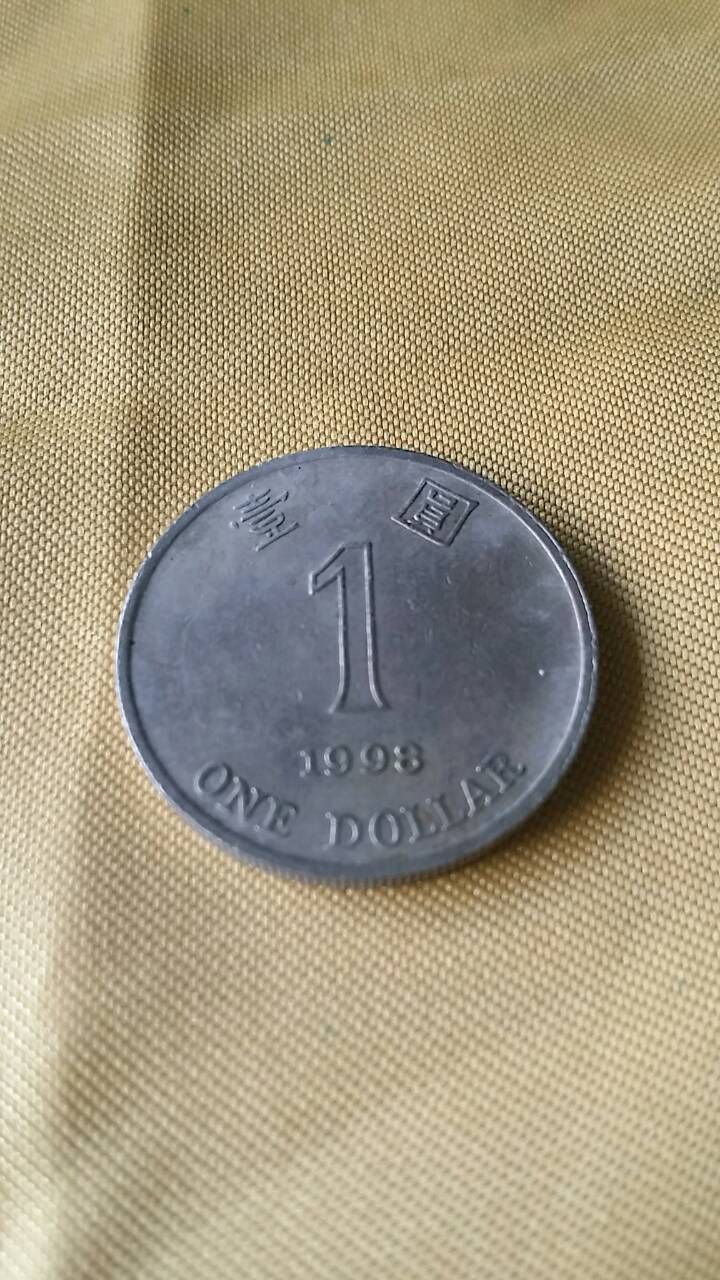 壹 圓
1
1998
ONE DOLLAR